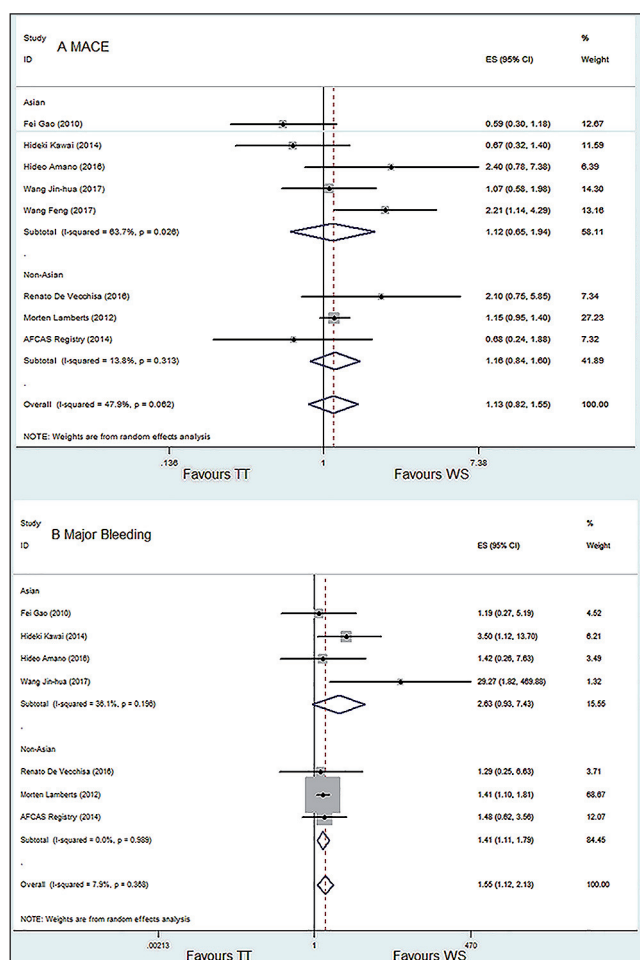 Study
A MACE
%
ID ES (95% CI) Weight
Asian
Fei Gao (2010) 0.59 (0.30, 1.18) 12.67
Hideki Kawai (2014) 0.67 (0.32, 1.40) 11.59
Hideo Amano (2016) 2.40 (0.78, 7.38) 6.39
Wang Jin-hua (2017) 1.07 (0.58, 1.98) 14.30
Wang Feng (2017) 2.21 (1.14, 4.29) 13.16
Subtotal (I-squared = 63.7%, p = 0.026) 1.12 (0.65, 1.94) 58.11
.
Non-Asian
Renato De Vecchisa (2016) 2.10 (0.75, 5.85) 7.34
Morten Lamberts (2012) 1.15 (0.95, 1.40) 27.23
AFCAS Registry (2014) 0.68 (0.24, 1.88) 7.32
Subtotal (I-squared = 13.8%, p = 0.313) 1.16 (0.84, 1.60) 41.89
.
Overall (I-squared = 47.9%, p = 0.062) 1.13 (0.82, 1.55) 100.00
NOTE: Weights are from random effects analysis
.136 1 7.38
Favours TT Favours WS
Study %
B Major Bleeding
ID ES (95% CI) Weight
Asian
Fei Gao (2010) 1.19 (0.27, 5.19) 4.52
Hideki Kawai (2014) 3.50 (1.12, 13.70) 6.21
Hideo Amano (2016) 1.42 (0.26, 7.63) 3.49
Wang Jin-hua (2017) 29.27 (1.82, 469.88) 1.32
Subtotal (I-squared = 36.1%, p = 0.196) 2.63 (0.93, 7.43) 15.55
.
Non-Asian
Renato De Vecchisa (2016) 1.29 (0.25, 6.63) 3.71
Morten Lamberts (2012) 1.41 (1.10, 1.81) 68.67
AFCAS Registry (2014) 1.48 (0.62, 3.56) 12.07
Subtotal (I-squared = 0.0%, p = 0.989) 1.41 (1.11, 1.79) 84.45
.
Overall (I-squared = 7.9%, p = 0.368) 1.55 (1.12, 2.13) 100.00
NOTE: Weights are from random effects analysis
.00213 1 470
Favours TT Favours WS